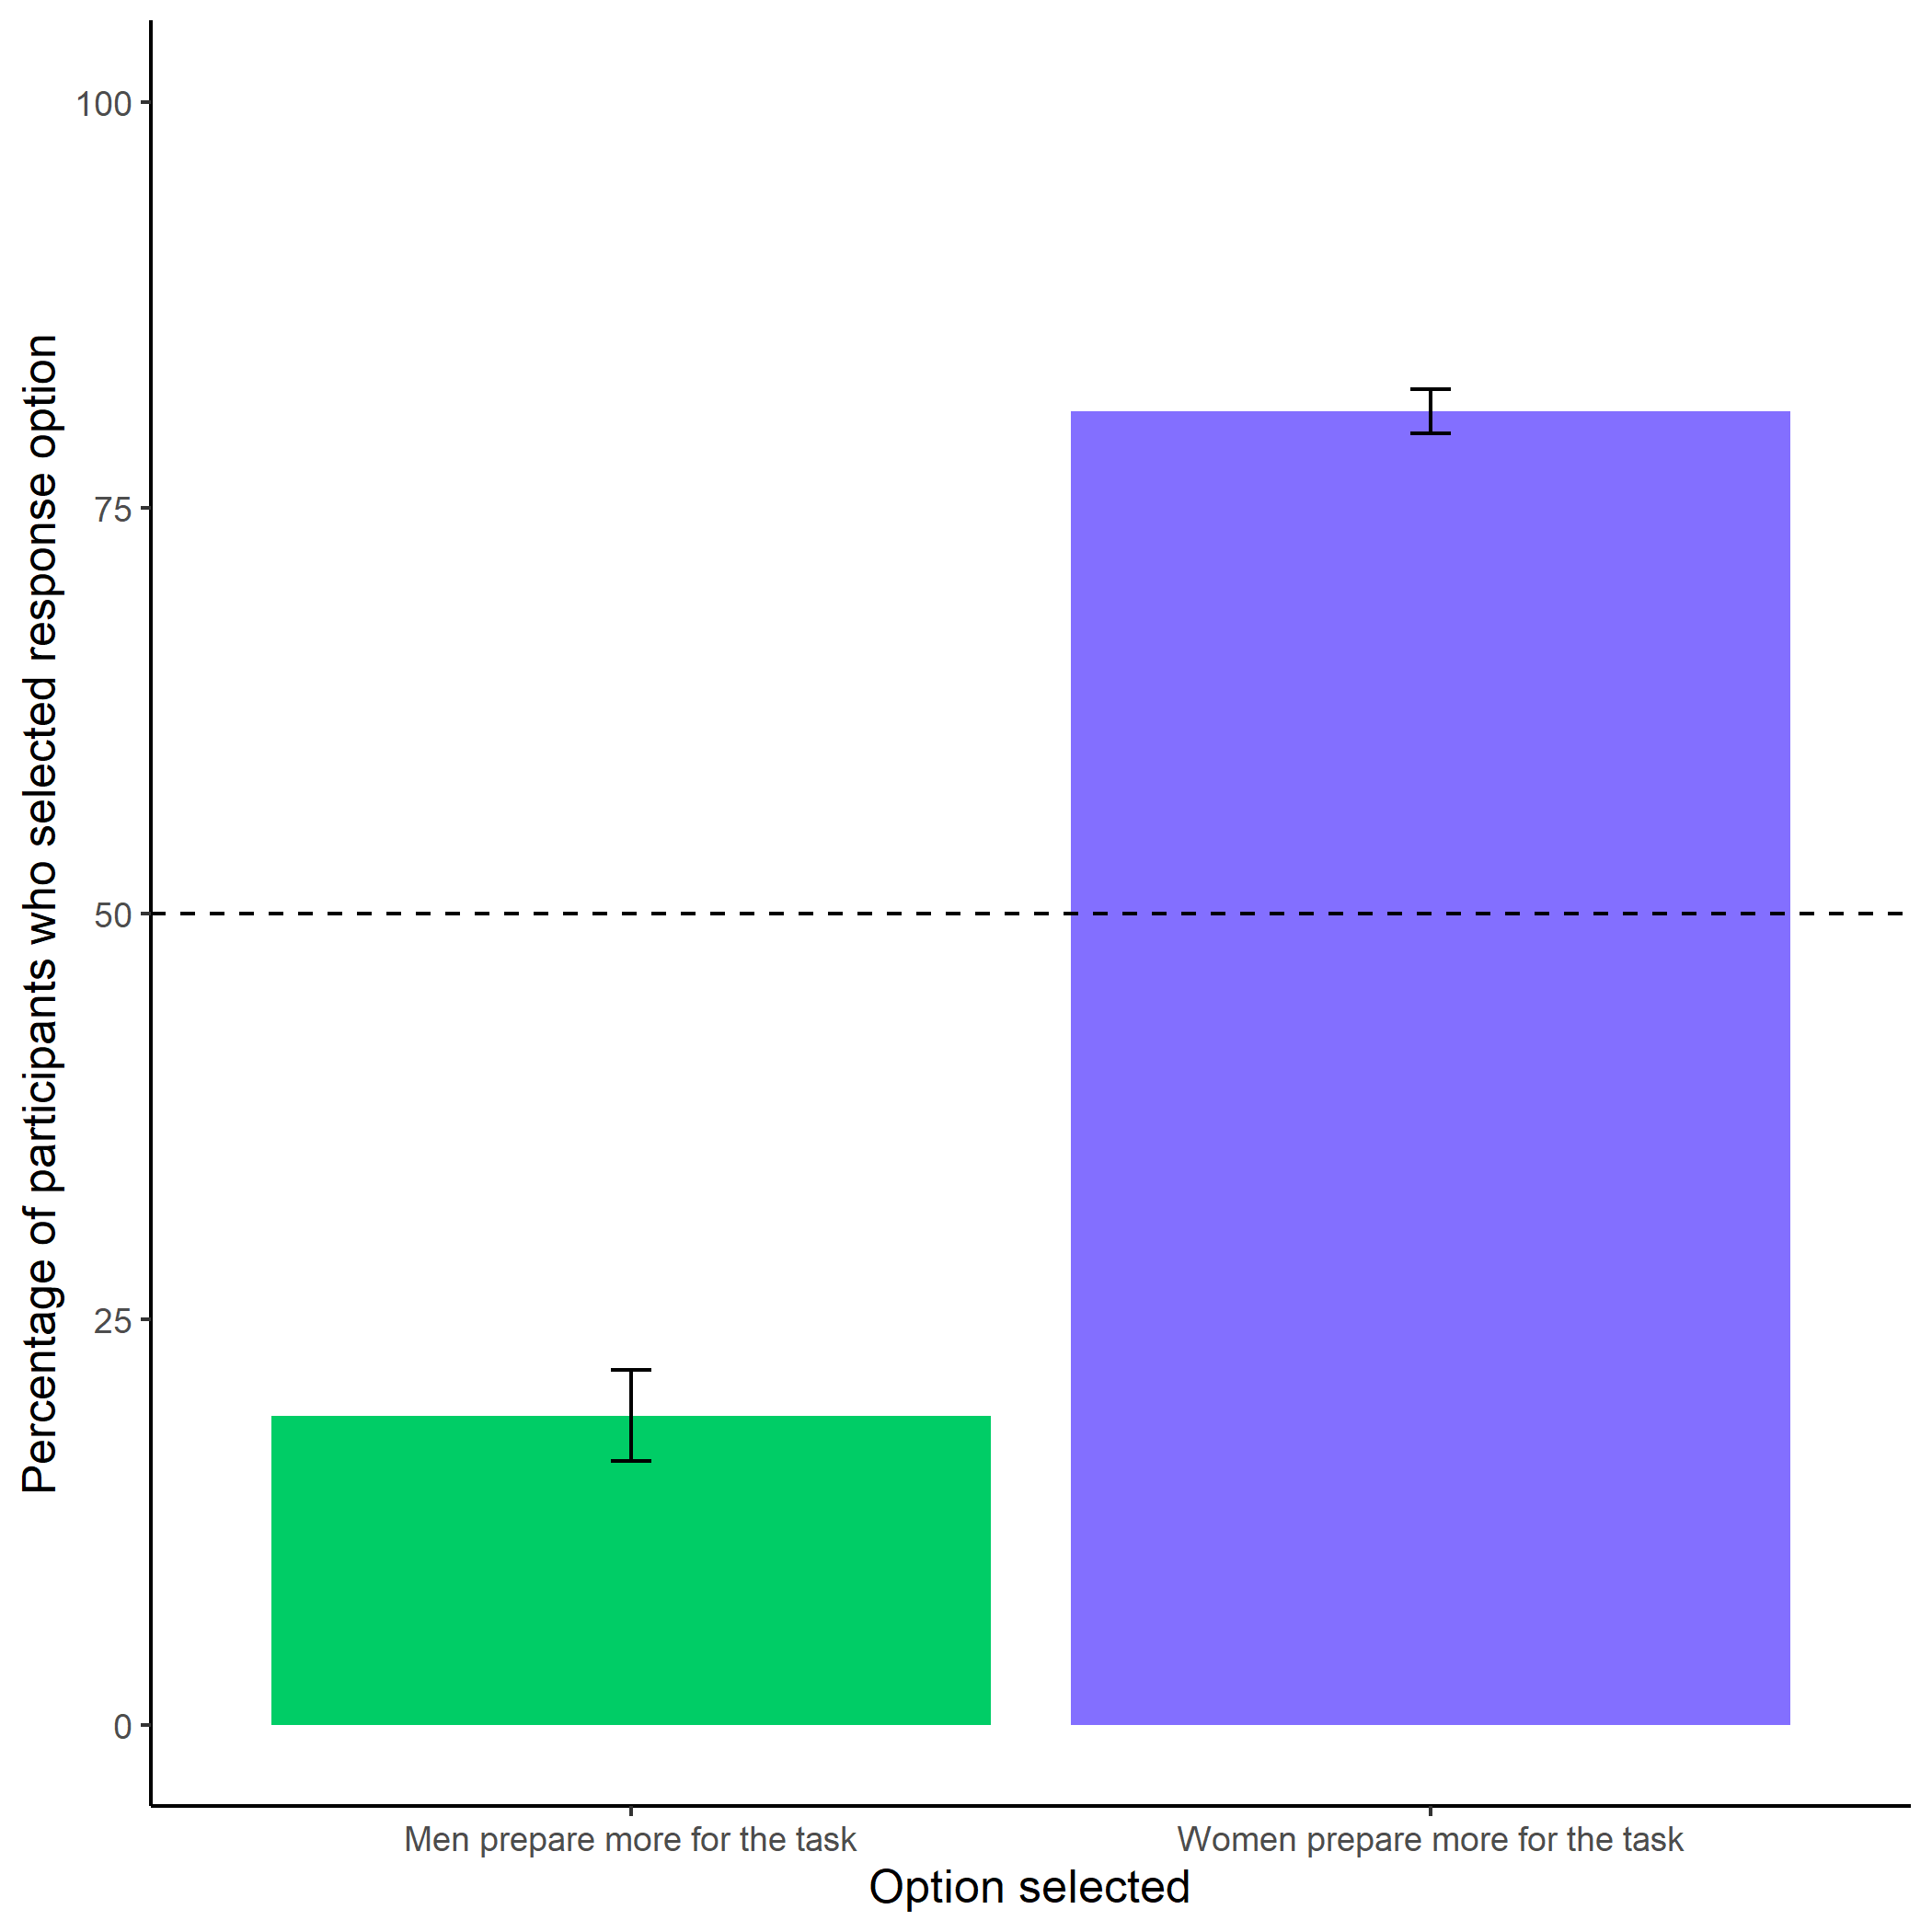 Percentage of participants who selected response option
100
75
50
25
0
Men prepare more for the task
Women prepare more for the task
Option selected